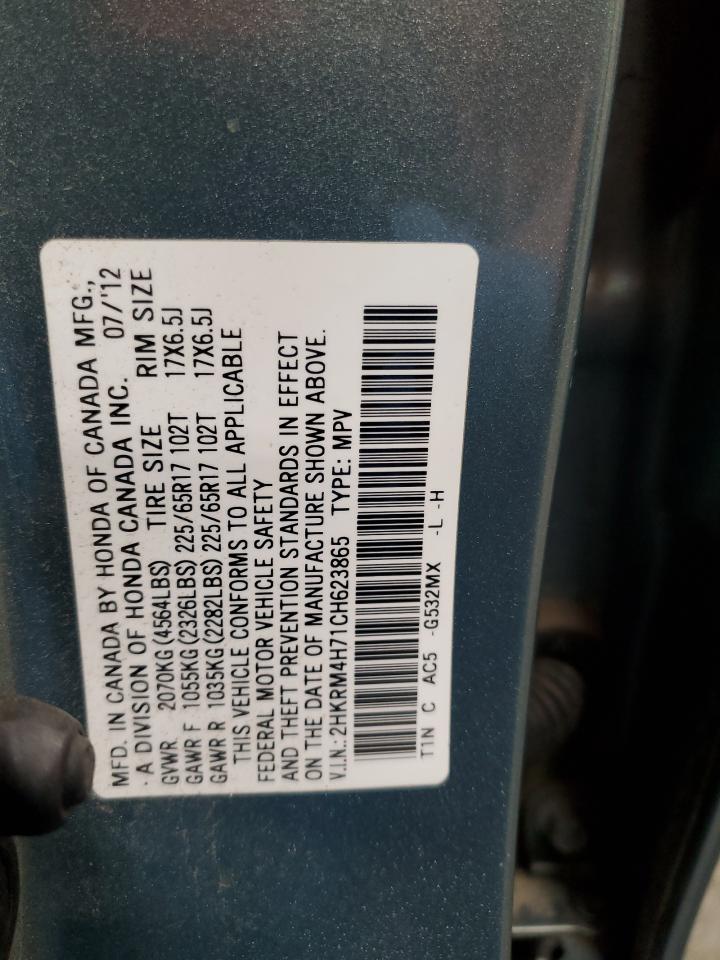 MFD. IN CANADA BY HONDA OF CANADA MFG.,
A DIVISION OF HONDA CANADA INC. 07/'12
GVWR 2070KG(4564LBS) TIRE SIZE RIM SIZE
GAWR F 1055KG(2326LBS) 225/65R17 102T 17X6.5J
GAWR R 1035KG(2282LBS) 225/65R17 102T 17X6.5J
THIS VEHICLE CONFORMS TO ALL APPLICABLE
FEDERAL MOTOR VEHICLE SAFETY
AND THEFT PREVENTION STANDARDS IN EFFECT
ON THE DATE OF MANUFACTURE SHOWN ABOVE.
V.I.N.: 2HKRM4H71CH623865 TYPE: MPV
T1N C AC5 -G532MX -L -H